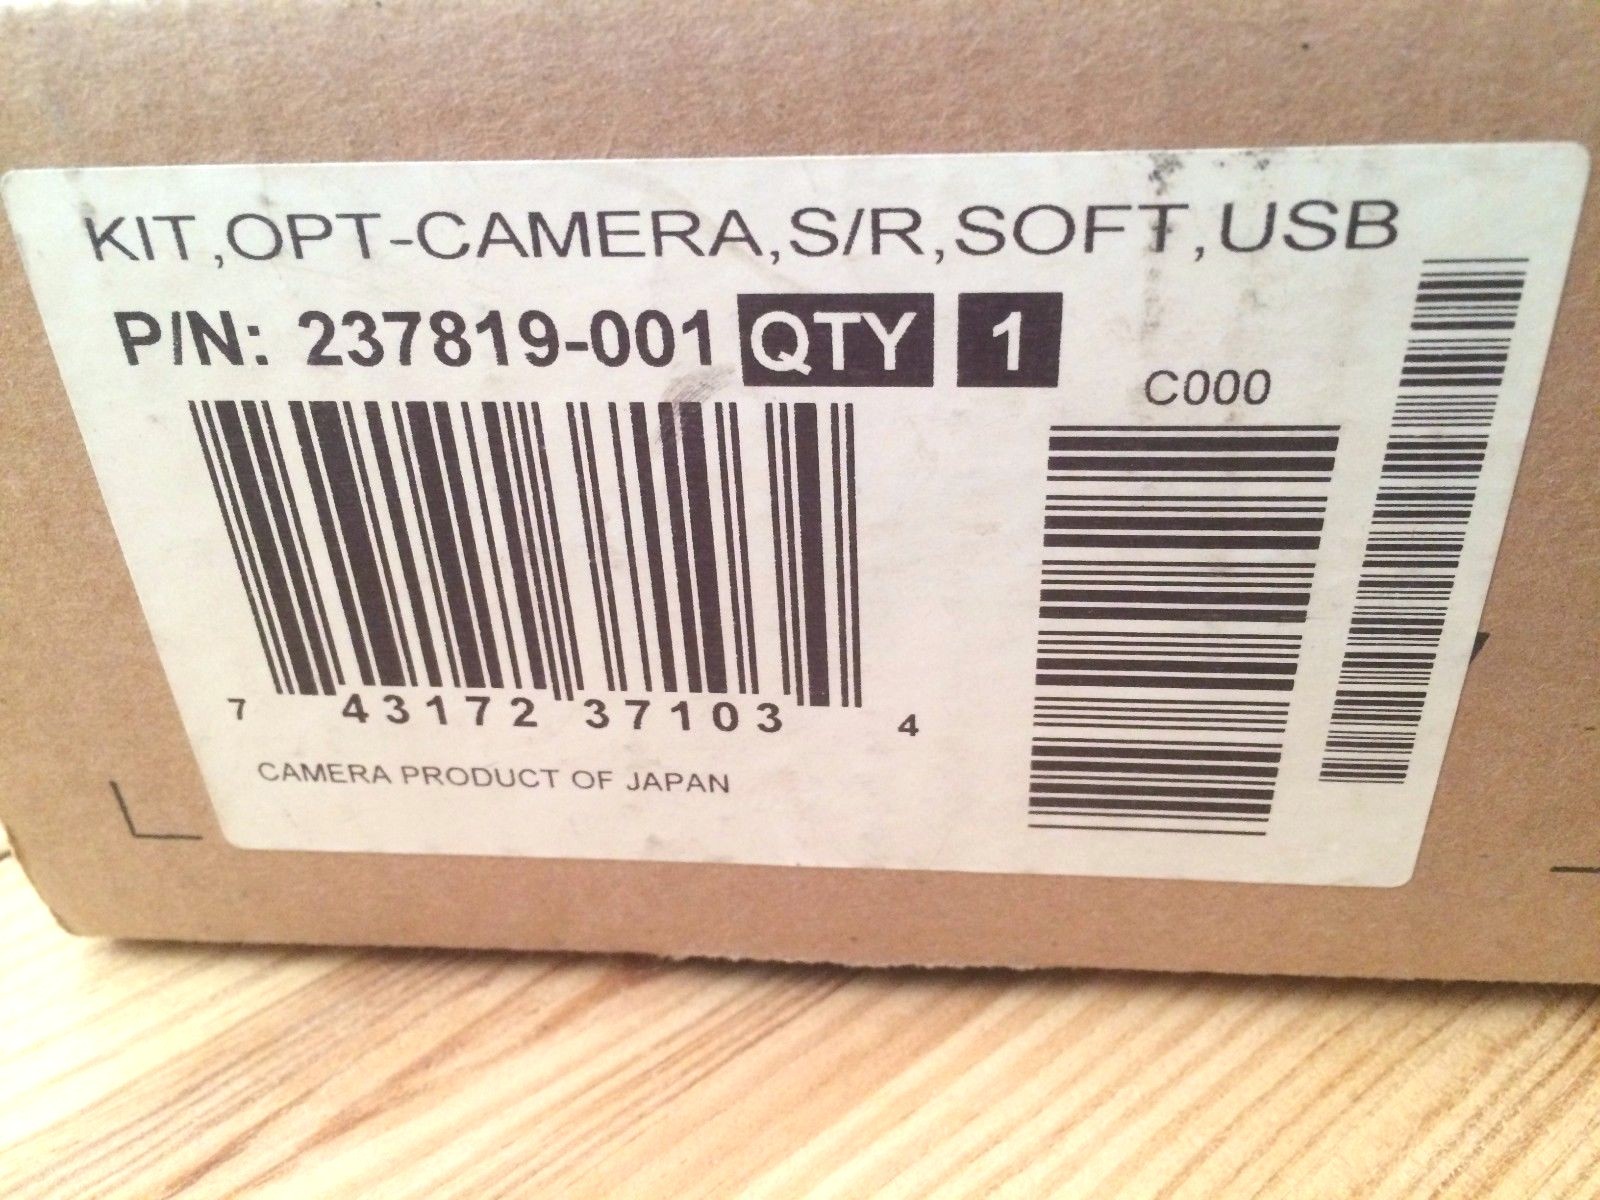 KIT,OPT-CAMERA,S/R,SOFT,USB
P/N: 237819-001 QTY 1
C000
7 43172 37103 4
CAMERA PRODUCT OF JAPAN